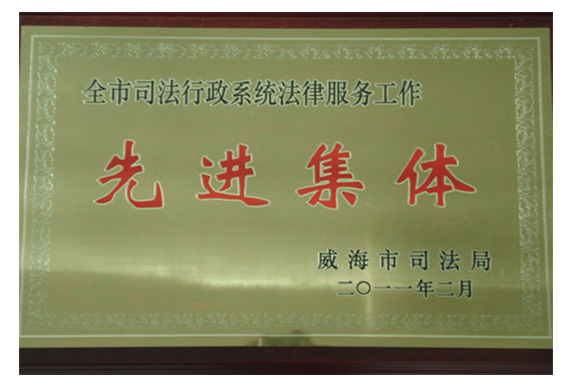 全市司法行政系统法律服务工作
先进集体
威海市司法局
二〇一一年二月